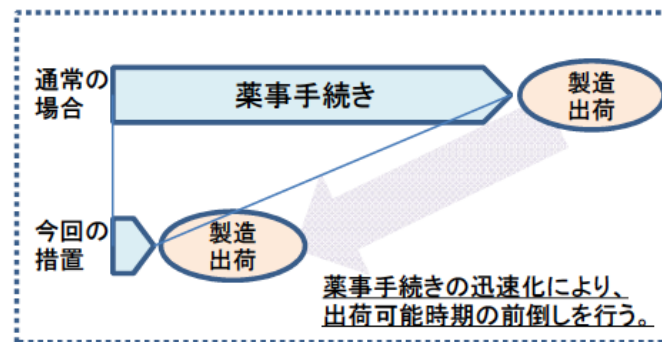 通常の
場合
薬事手続き
製造
出荷
今回の
措置
製造
出荷
薬事手続きの迅速化により、
出荷可能時期の前倒しを行う。